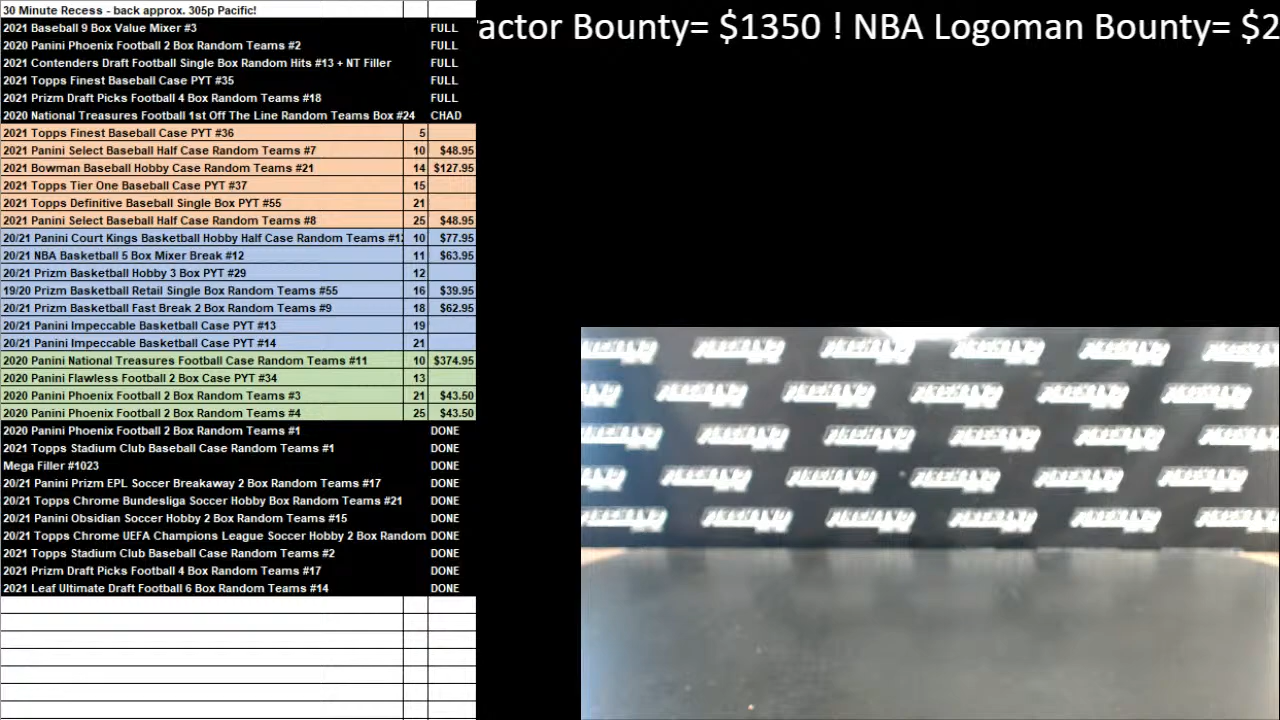 30 Minute Recess - back approx. 305p Pacific!
actor Bounty= $1350 ! NBA Logoman Bounty= $2
2021 Baseball 9 Box Value Mixer #3 FULL
2020 Panini Phoenix Football 2 Box Random Teams #2 FULL
2021 Contenders Draft Football Single Box Random Hits #13 + NT Filler FULL
2021 Topps Finest Baseball Case PYT #35 FULL
2021 Prizm Draft Picks Football 4 Box Random Teams #18 FULL
2020 National Treasures Football 1st Off The Line Random Teams Box #24 CHAD
2021 Topps Finest Baseball Case PYT #36 5
2021 Panini Select Baseball Half Case Random Teams #7 10 $48.95
2021 Bowman Baseball Hobby Case Random Teams #21 14 $127.95
2021 Topps Tier One Baseball Case PYT #37 15
2021 Topps Definitive Baseball Single Box PYT #55 21
2021 Panini Select Baseball Half Case Random Teams #8 25 $48.95
20/21 Panini Court Kings Basketball Hobby Half Case Random Teams #1 10 $77.95
20/21 NBA Basketball 5 Box Mixer Break #12 11 $63.95
20/21 Prizm Basketball Hobby 3 Box PYT #29 12
19/20 Prizm Basketball Retail Single Box Random Teams #55 16 $39.95
20/21 Prizm Basketball Fast Break 2 Box Random Teams #9 18 $62.95
20/21 Panini Impeccable Basketball Case PYT #13 19
20/21 Panini Impeccable Basketball Case PYT #14 21
2020 Panini National Treasures Football Case Random Teams #11 10 $374.95
2020 Panini Flawless Football 2 Box Case PYT #34 13
2020 Panini Phoenix Football 2 Box Random Teams #3 21 $43.50
2020 Panini Phoenix Football 2 Box Random Teams #4 25 $43.50
2020 Panini Phoenix Football 2 Box Random Teams #1 DONE
2021 Topps Stadium Club Baseball Case Random Teams #1 DONE
Mega Filler #1023 DONE
20/21 Panini Prizm EPL Soccer Breakaway 2 Box Random Teams #17 DONE
20/21 Topps Chrome Bundesliga Soccer Hobby Box Random Teams #21 DONE
20/21 Panini Obsidian Soccer Hobby 2 Box Random Teams #15 DONE
20/21 Topps Chrome UEFA Champions League Soccer Hobby 2 Box Random DONE
2021 Topps Stadium Club Baseball Case Random Teams #2 DONE
2021 Prizm Draft Picks Football 4 Box Random Teams #17 DONE
2021 Leaf Ultimate Draft Football 6 Box Random Teams #14 DONE